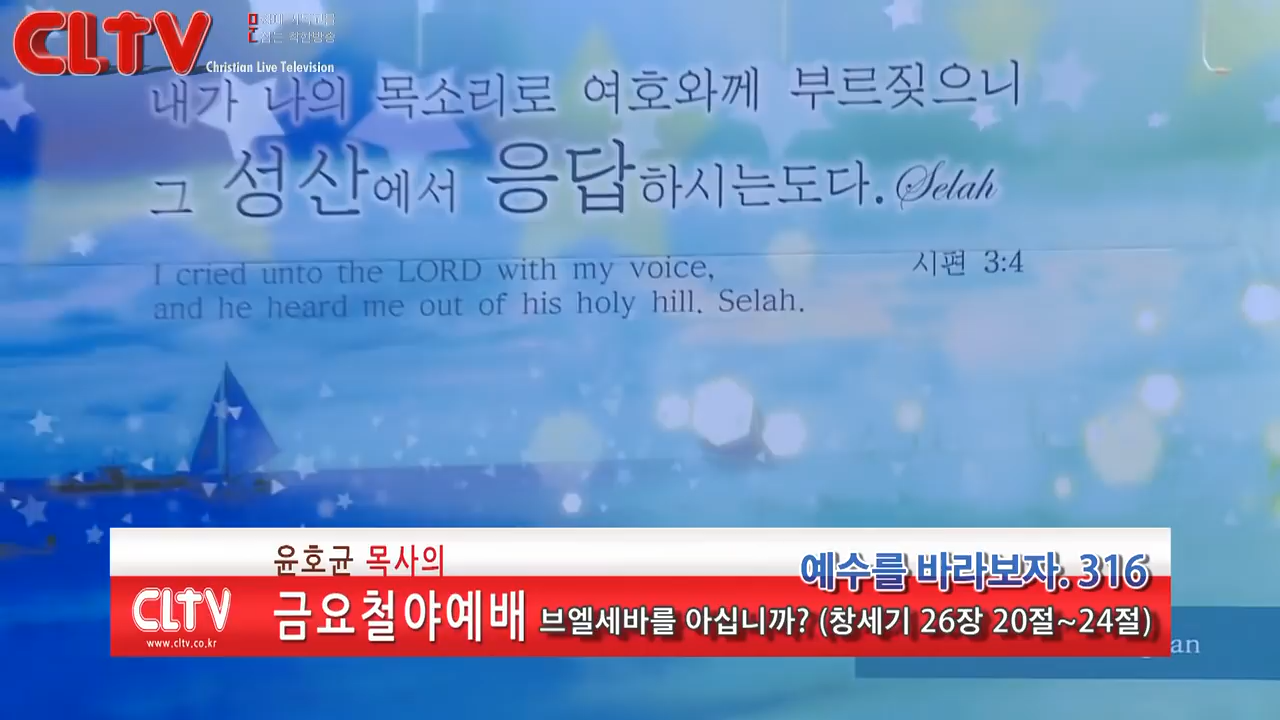 CLTV
Christian Live Television
내가 나의 목소리로 여호와께 부르짖으니
그 성산에서 응답하시는도다. Selah
I cried unto the LORD with my voice,
and he heard me out of his holy hill. Selah.
시편 3:4
윤호균 목사의
예수를 바라보자. 316
CLTV
www.cltv.co.kr
금요철야예배
브엘세바를 아십니까? (창세기 26장 20절~24절)